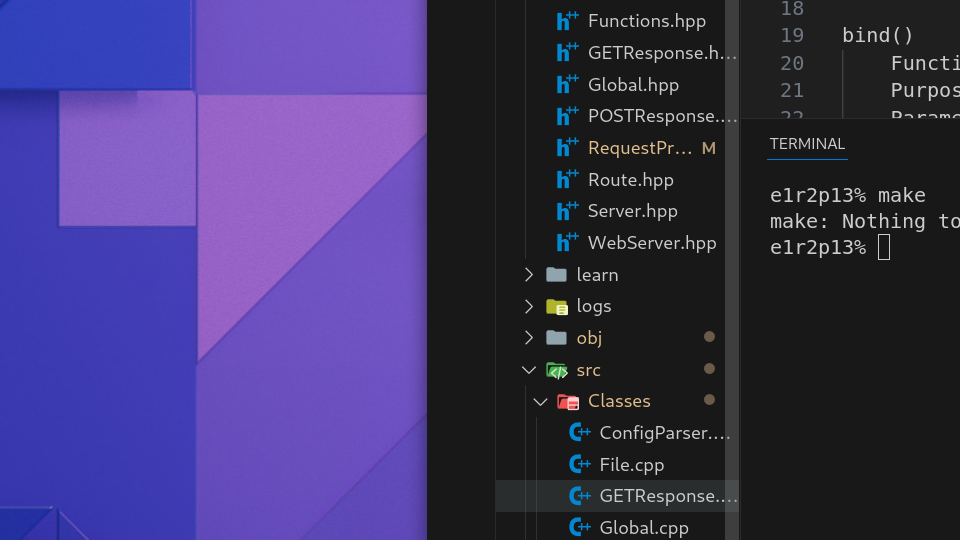 Functions.hpp
GETResponse.h...
Global.hpp
POSTResponse....
RequestPr... M
Route.hpp
Server.hpp
WebServer.hpp
learn
logs
obj
src
Classes
ConfigParser....
File.cpp
GETResponse....
Global.cpp
18
19 bind()
20 Functi
21 Purpos
22 Parame
TERMINAL
e1r2p13% make
make: Nothing to
e1r2p13%